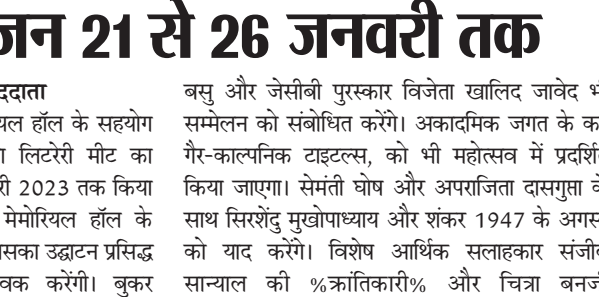 जन 21 से 26 जनवरी तक
ददाता
यल हॉल के सहयोग
लिटरेरी मीट का
री 2023 तक किया
मेमोरियल हॉल के
सका उद्घाटन प्रसिद्ध
वक करेंगी। बुकर
बसु और जेसीबी पुरस्कार विजेता खालिद जावेद भ
सम्मेलन को संबोधित करेंगे। अकादमिक जगत के क
गैर-काल्पनिक टाइटल्स, को भी महोत्सव में प्रदर्शि
किया जाएगा। सेमंती घोष और अपराजिता दासगुप्ता के
साथ सिरशेंदु मुखोपाध्याय और शंकर 1947 के अगस
को याद करेंगे। विशेष आर्थिक सलाहकार संजीव
सान्याल की %क्रांतिकारी% और चित्रा बनर्ज